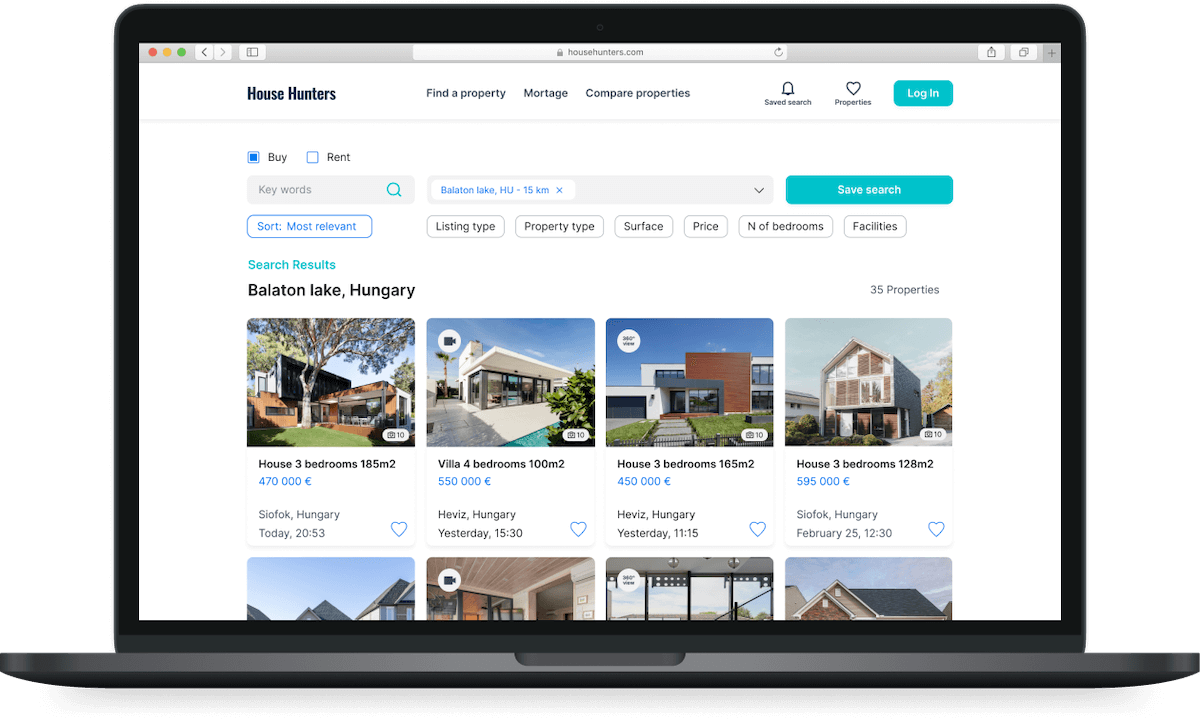 househunters.com
House Hunters
Find a property Mortage Compare properties
Saved search
Properties
Log In
Buy Rent
Key words
Balaton lake, HU - 15 km ×
Save search
Sort: Most relevant
Listing type Property type Surface Price N of bedrooms Facilities
Search Results
Balaton lake, Hungary
35 Properties
10
House 3 bedrooms 185m2
470 000 €
Siofok, Hungary
Today, 20:53
10
Villa 4 bedrooms 100m2
550 000 €
Heviz, Hungary
Yesterday, 15:30
360°
view
10
House 3 bedrooms 165m2
450 000 €
Heviz, Hungary
Yesterday, 11:15
10
House 3 bedrooms 128m2
595 000 €
Siofok, Hungary
February 25, 12:30
360°
view